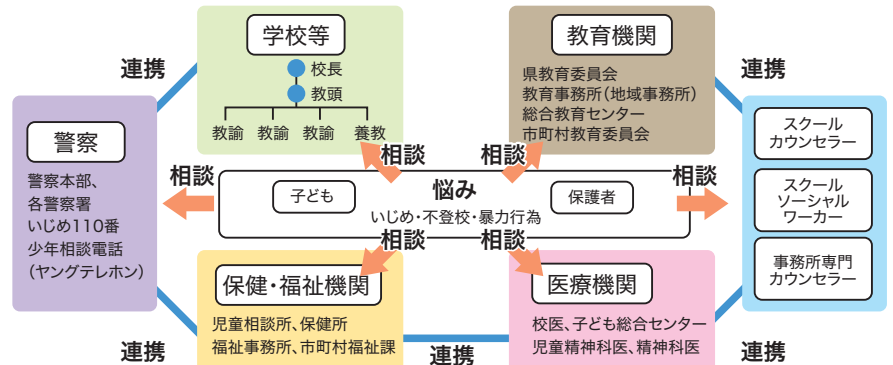 学校等
校長
教頭
教諭 教諭 教諭 養教
教育機関
県教育委員会
教育事務所(地域事務所)
総合教育センター
市町村教育委員会
連携
連携
警察
警察本部、
各警察署
いじめ110番
少年相談電話
(ヤングテレホン)
相談
相談
相談
相談
子ども
悩み
保護者
いじめ・不登校・暴力行為
相談
相談
スクール
カウンセラー
スクール
ソーシャル
ワーカー
事務所専門
カウンセラー
保健・福祉機関
児童相談所、保健所
福祉事務所、市町村福祉課
医療機関
校医、子ども総合センター
児童精神科医、精神科医
連携
連携
連携